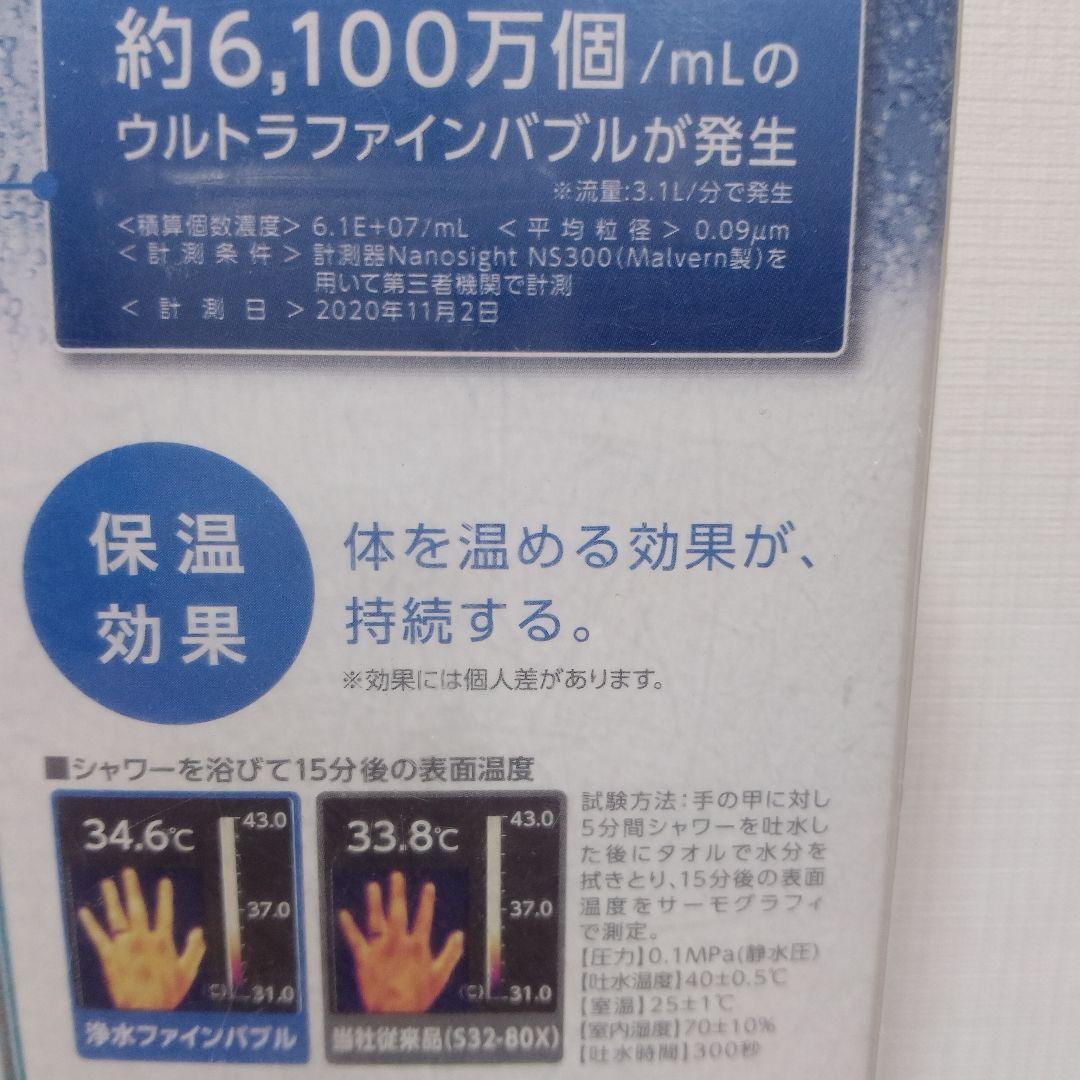 約6,100万個/mLの
ウルトラファインバブルが発生
※流量:3.1L/分で発生
<積算個数濃度> 6.1E+07/mL <平均粒径> 0.09μm
<計測条件> 計測器Nanosight NS300(Malvern製)を
用いて第三者機関で計測
<計測日> 2020年11月2日
保温
効果
体を温める効果が、
持続する。
※効果には個人差があります。
■シャワーを浴びて15分後の表面温度
34.6℃
43.0
37.0
(℃)
31.0
浄水ファインバブル
33.8℃
43.0
37.0
(℃)
31.0
当社従来品(S32-80X)
試験方法:手の甲に対し
5分間シャワーを吐水し
た後にタオルで水分を
拭きとり、15分後の表面
温度をサーモグラフィ
で測定。
【圧力】0.1MPa(静水圧)
【吐水温度】40±0.5℃
【室温】25±1℃
【室内湿度】70±10%
【吐水時間】300秒